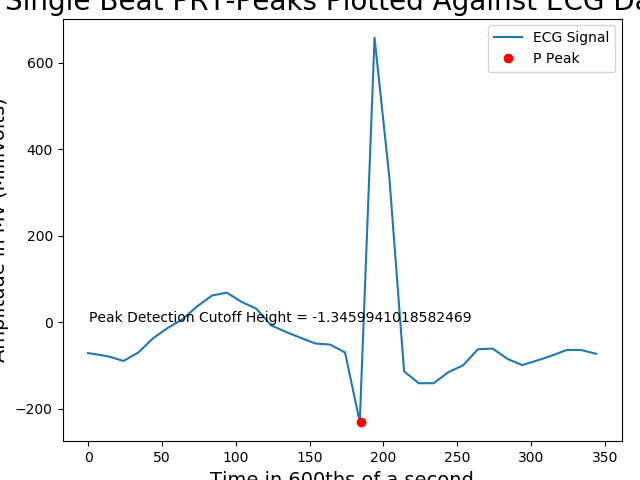 Single Beat PRT-Peaks Plotted Against ECG Da
Amplitude in MV (Millivolts)
600
400
200
0
−200
ECG Signal
P Peak
Peak Detection Cutoff Height = -1.3459941018582469
0 50 100 150 200 250 300 350
Time in 600ths of a second